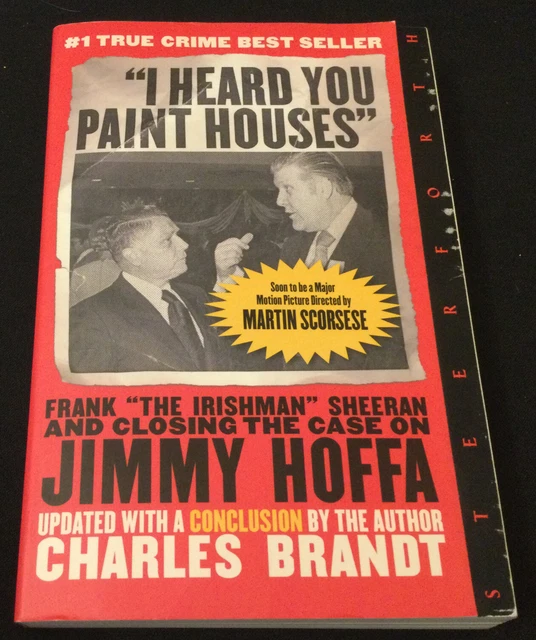 #1 TRUE CRIME BEST SELLER
"I HEARD YOU
PAINT HOUSES"
Soon to be a Major
Motion Picture Directed by
MARTIN SCORSESE
FRANK "THE IRISHMAN" SHEERAN
AND CLOSING THE CASE ON
JIMMY HOFFA
UPDATED WITH A CONCLUSION BY THE AUTHOR
CHARLES BRANDT
STEERFORTH